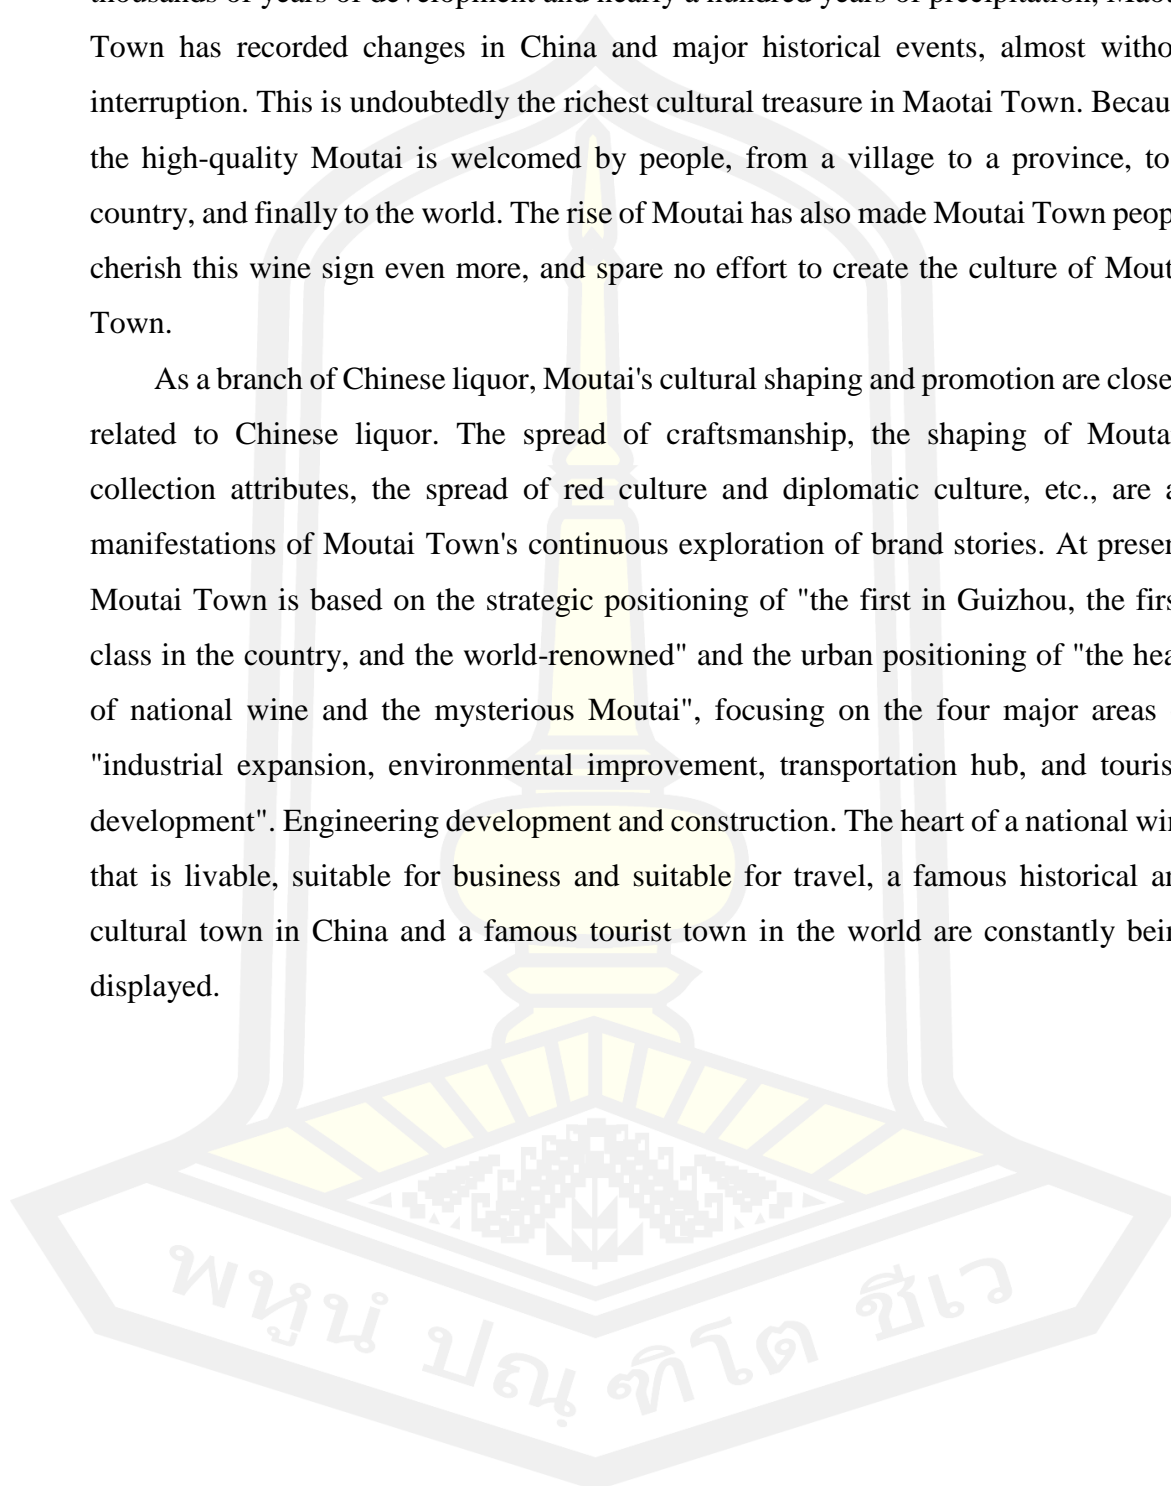 thousands of years of development and nearly a hundred years of precipitation, Maot
Town has recorded changes in China and major historical events, almost witho
interruption. This is undoubtedly the richest cultural treasure in Maotai Town. Becau
the high-quality Moutai is welcomed by people, from a village to a province, to
country, and finally to the world. The rise of Moutai has also made Moutai Town peop
cherish this wine sign even more, and spare no effort to create the culture of Mout
Town.
As a branch of Chinese liquor, Moutai's cultural shaping and promotion are close
related to Chinese liquor. The spread of craftsmanship, the shaping of Mouta
collection attributes, the spread of red culture and diplomatic culture, etc., are a
manifestations of Moutai Town's continuous exploration of brand stories. At presen
Moutai Town is based on the strategic positioning of "the first in Guizhou, the firs
class in the country, and the world-renowned" and the urban positioning of "the hea
of national wine and the mysterious Moutai", focusing on the four major areas
"industrial expansion, environmental improvement, transportation hub, and touris
development". Engineering development and construction. The heart of a national win
that is livable, suitable for business and suitable for travel, a famous historical an
cultural town in China and a famous tourist town in the world are constantly bein
displayed.
พหูนํ ปณฺฑิโต ชีเว